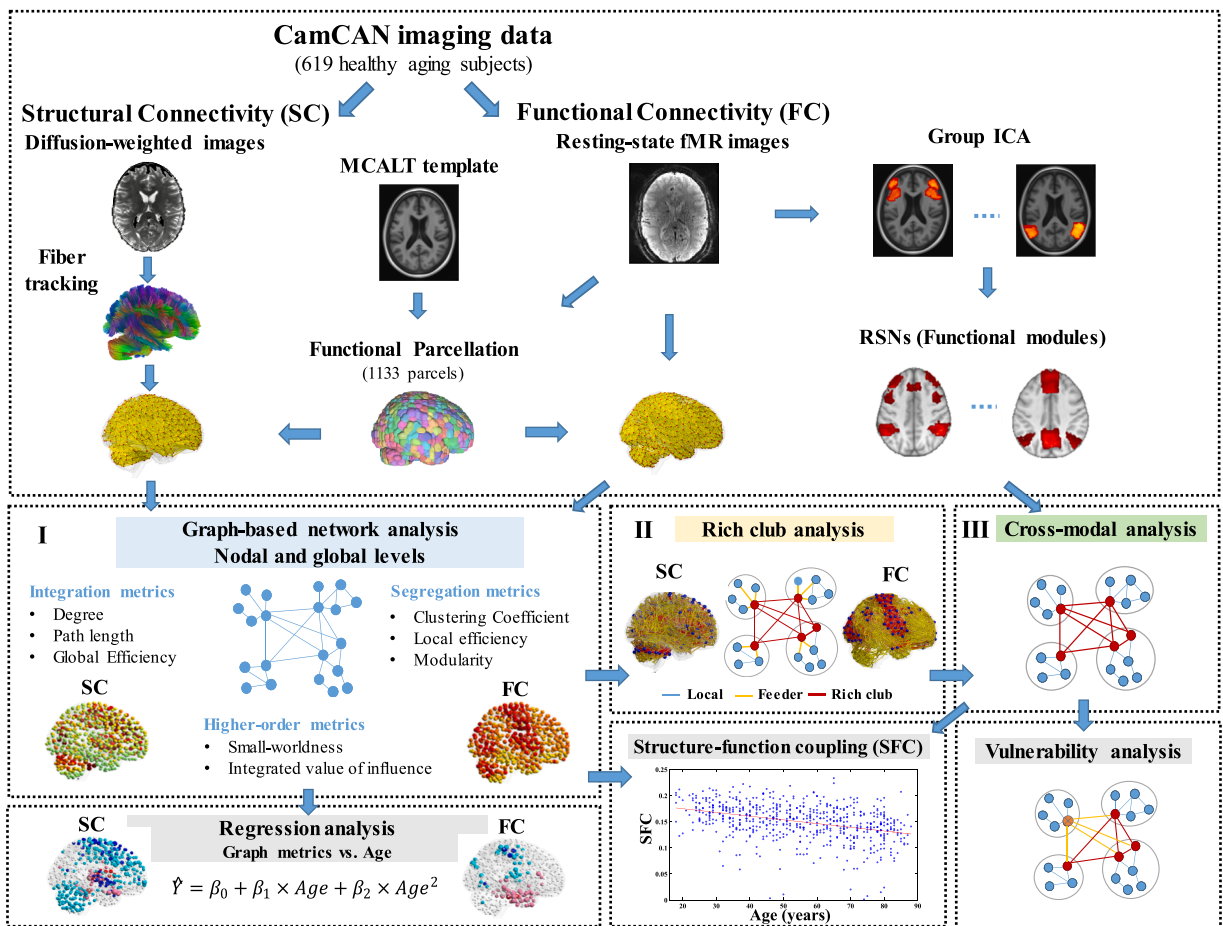 CamCAN imaging data
(619 healthy aging subjects)
Structural Connectivity (SC)
Diffusion-weighted images
Functional Connectivity (FC)
Resting-state fMR images
Group ICA
MCALT template
Fiber
tracking
Functional Parcellation
(1133 parcels)
RSNs (Functional modules)
I
Graph-based network analysis
Nodal and global levels
Integration metrics
• Degree
• Path length
• Global Efficiency
Segregation metrics
• Clustering Coefficient
• Local efficiency
• Modularity
SC
FC
Higher-order metrics
• Small-worldness
• Integrated value of influence
SC
Regression analysis
Graph metrics vs. Age
FC
Ŷ = β₀ + β₁ × Age + β₂ × Age²
II
Rich club analysis
SC
FC
Local
Feeder
Rich club
Structure-function coupling (SFC)
SFC
0.25
0.2
0.15
0.1
0.05
0
20
30
40
50
60
70
80
90
Age (years)
III
Cross-modal analysis
Vulnerability analysis